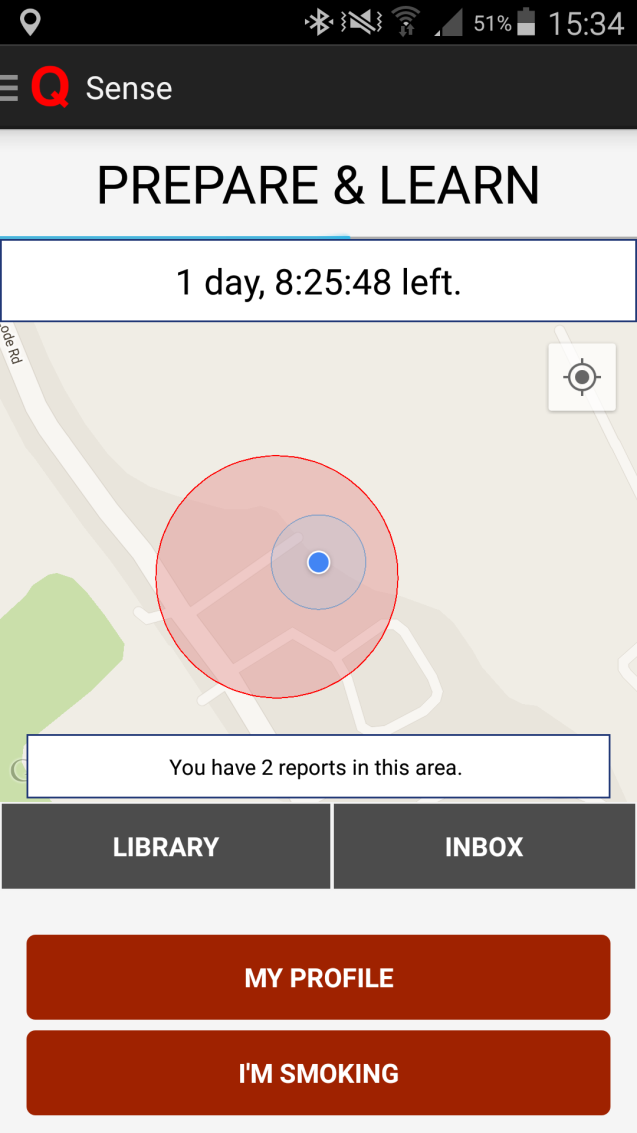 51% 15:34
Q Sense
PREPARE & LEARN
1 day, 8:25:48 left.
ode Rd
You have 2 reports in this area.
LIBRARY INBOX
MY PROFILE
I'M SMOKING